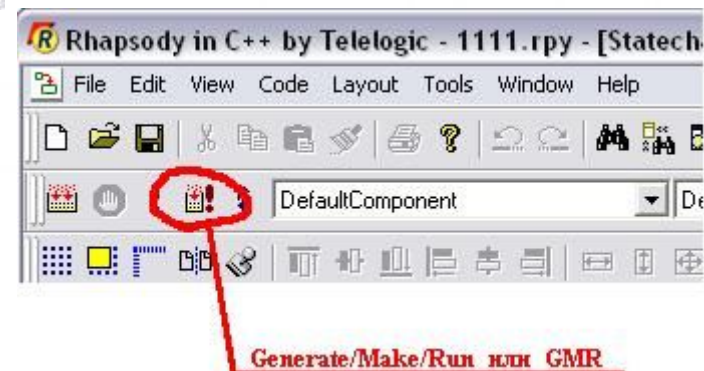 Rhapsody in C++ by Telelogic - 1111.rpy - [Statech
File Edit View Code Layout Tools Window Help
DefaultComponent De
Generate/Make/Run или GMR